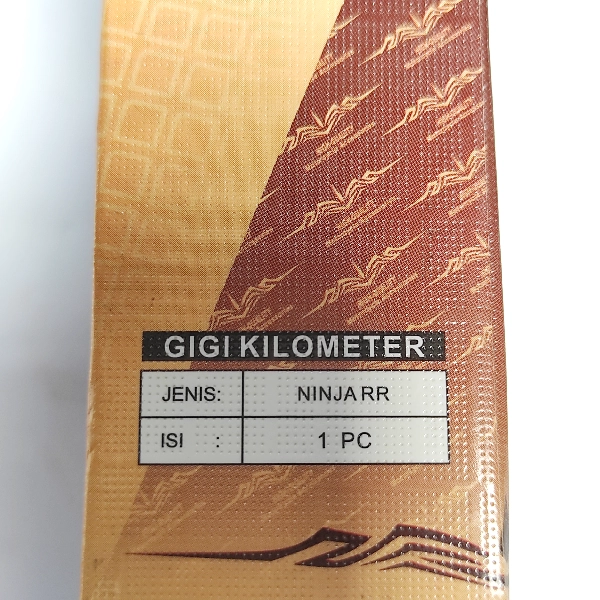 GIGI KILOMETER
JENIS: NINJA RR
ISI : 1 PC